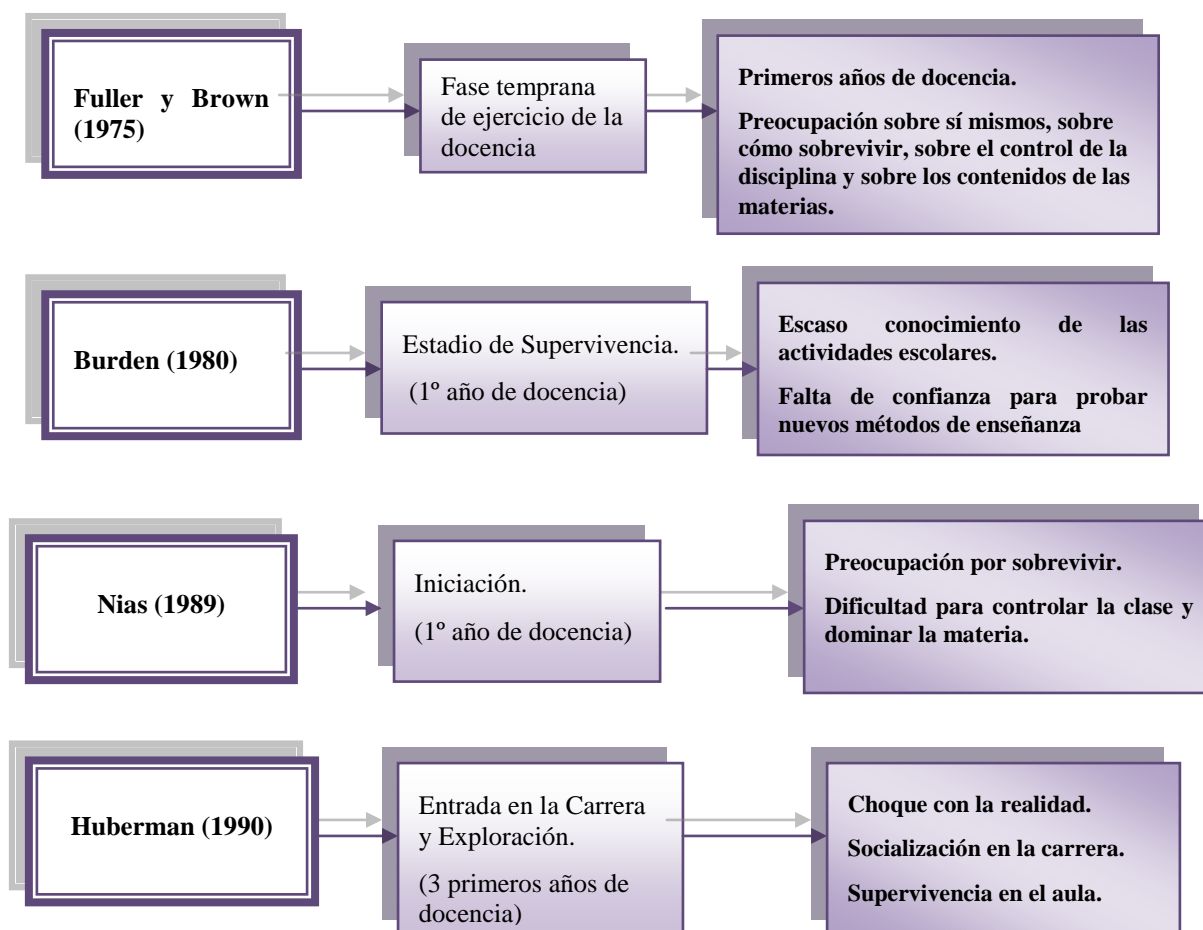 Fuller y Brown
(1975)
Fase temprana
de ejercicio de la
docencia
Primeros años de docencia.
Preocupación sobre sí mismos, sobre
cómo sobrevivir, sobre el control de la
disciplina y sobre los contenidos de las
materias.
Burden (1980)
Estadio de Supervivencia.
(1º año de docencia)
Escaso conocimiento de las
actividades escolares.
Falta de confianza para probar
nuevos métodos de enseñanza
Nias (1989)
Iniciación.
(1º año de docencia)
Preocupación por sobrevivir.
Dificultad para controlar la clase y
dominar la materia.
Huberman (1990)
Entrada en la Carrera
y Exploración.
(3 primeros años de
docencia)
Choque con la realidad.
Socialización en la carrera.
Supervivencia en el aula.